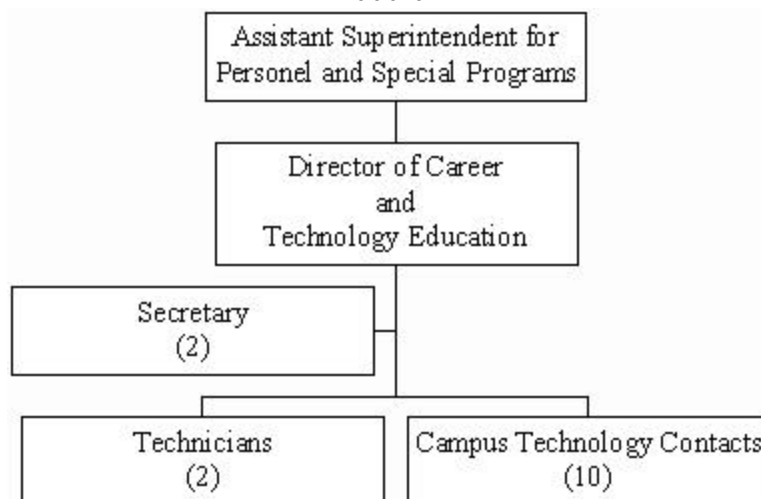 Assistant Superintendent for
Personel and Special Programs
Director of Career
and
Technology Education
Secretary
(2)
Technicians
(2)
Campus Technology Contacts
(10)